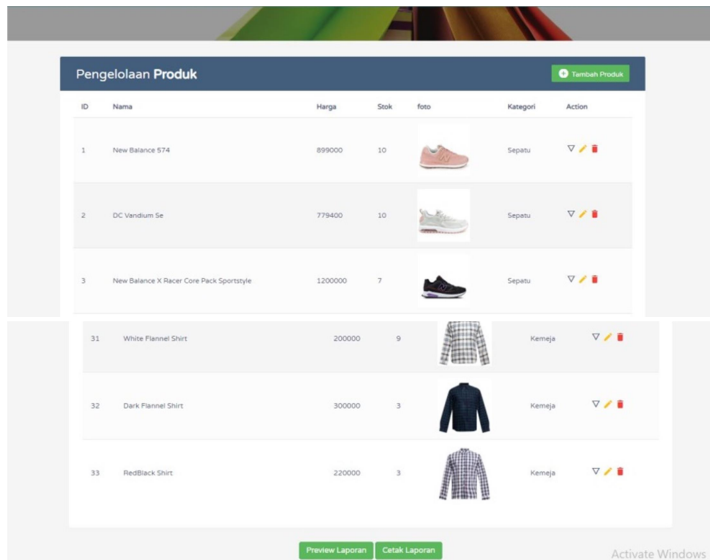 Pengelolaan Produk
Tambah Produk
ID Nama Harga Stok foto Kategori Action
1 New Balance 574 899000 10 Sepatu
2 DC Vandium Se 779400 10 Sepatu
3 New Balance X Racer Core Pack Sportstyle 1200000 7 Sepatu
31 White Flannel Shirt 200000 9 Kemeja
32 Dark Flannel Shirt 300000 3 Kemeja
33 RedBlack Shirt 220000 3 Kemeja
Preview Laporan Cetak Laporan
Activate Windows